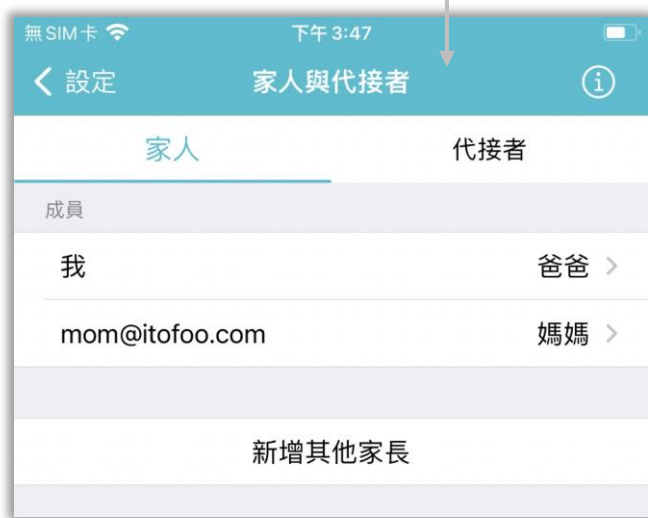 無SIM卡 下午3:47
設定 家人與代接者
家人 代接者
成員
我 爸爸
mom@itofoo.com 媽媽
新增其他家長